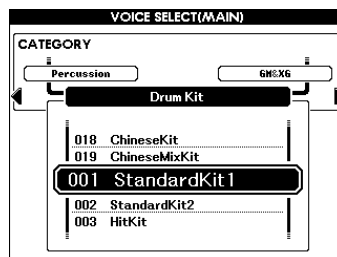 VOICE SELECT(MAIN)
CATEGORY
Percussion GM&XG
Drum Kit
018 ChineseKit
019 ChineseMixKit
001 StandardKit1
002 StandardKit2
003 HitKit